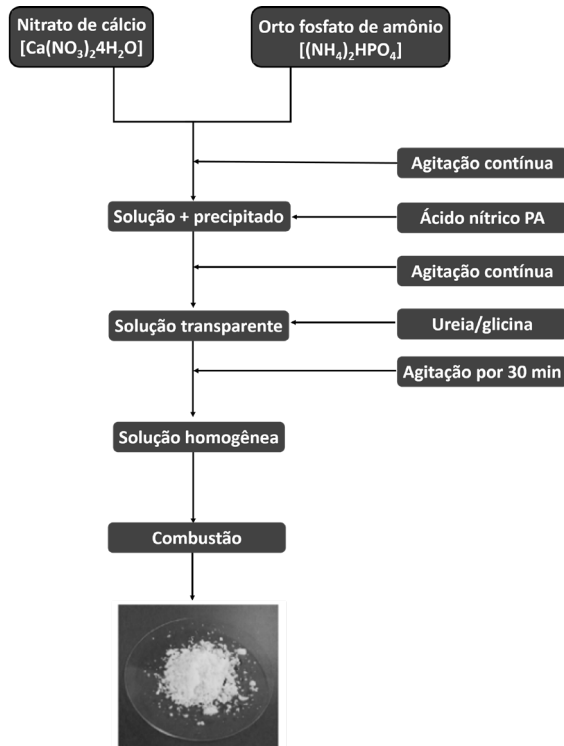 Nitrato de cálcio
[Ca(NO₃)₂4H₂O]
Orto fosfato de amônio
[(NH₄)₂HPO₄]
Agitação contínua
Solução + precipitado
Ácido nítrico PA
Agitação contínua
Solução transparente
Ureia/glicina
Agitação por 30 min
Solução homogênea
Combustão